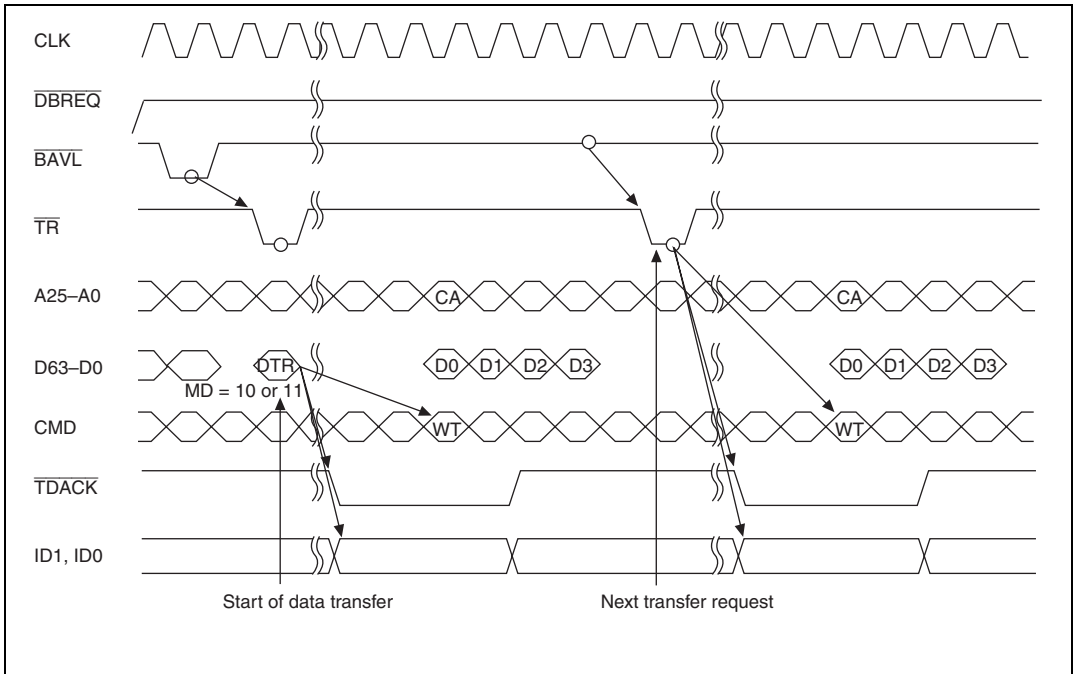 CLK
DBREQ
BAVL
TR
A25–A0 CA CA
D63–D0 DTR D0 D1 D2 D3 D0 D1 D2 D3
MD = 10 or 11
CMD WT WT
TDACK
ID1, ID0
Start of data transfer Next transfer request